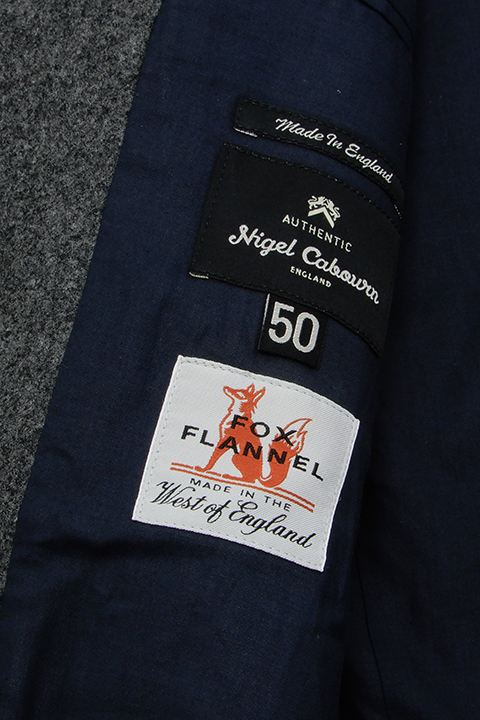 Made In England
AUTHENTIC
Nigel Cabourn
ENGLAND
50
FOX
FLANNEL
MADE IN THE
West of England